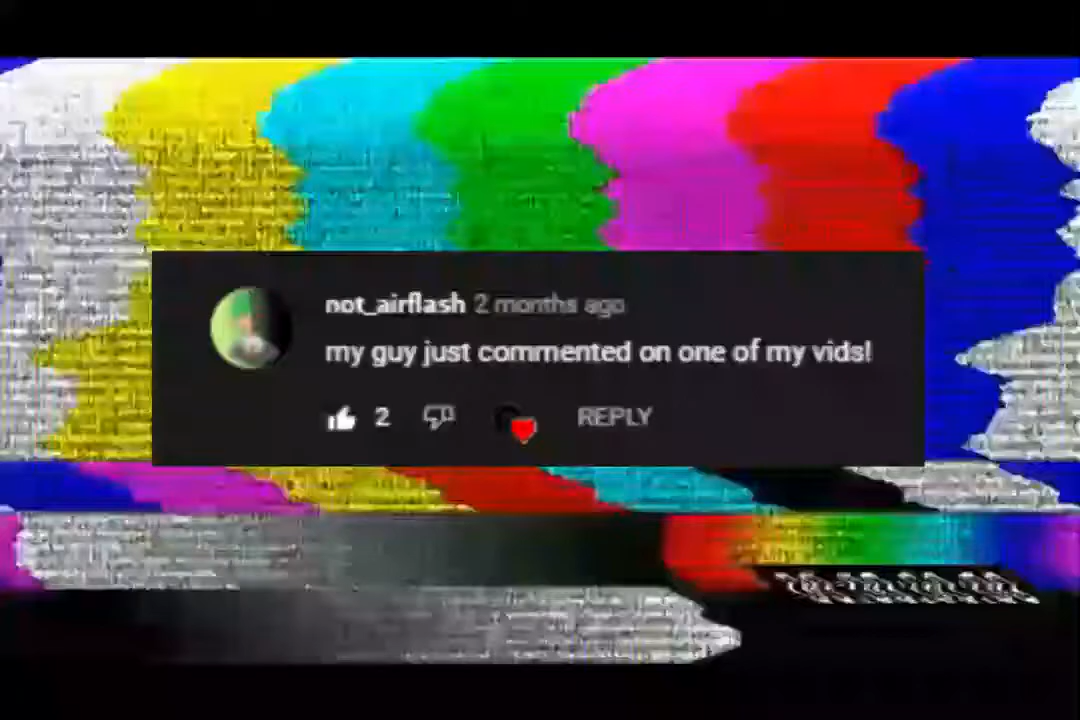 not_airflash 2 months ago
my guy just commented on one of my vids!
2 REPLY